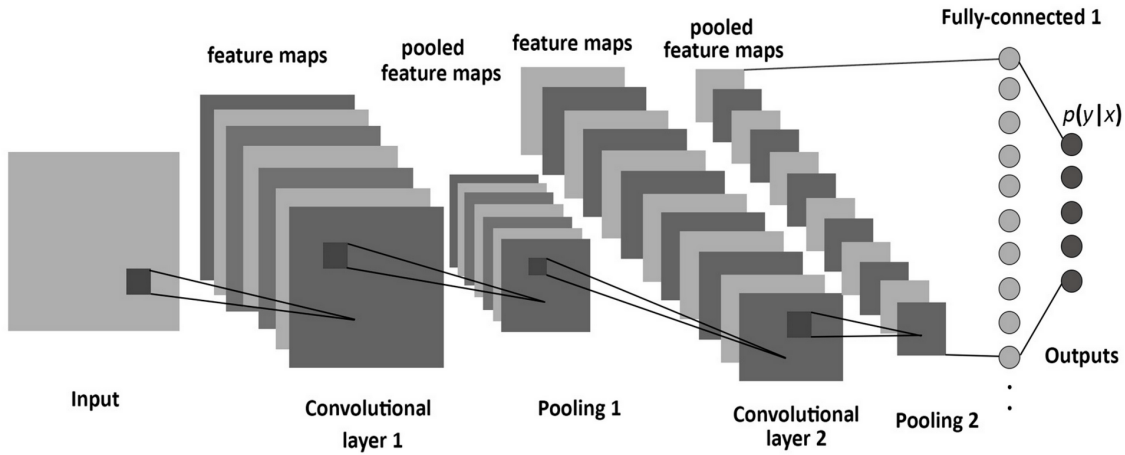 Fully-connected 1
feature maps
pooled
feature maps
feature maps
pooled
feature maps
p(y|x)
Input
Convolutional
layer 1
Pooling 1
Convolutional
layer 2
Pooling 2
Outputs